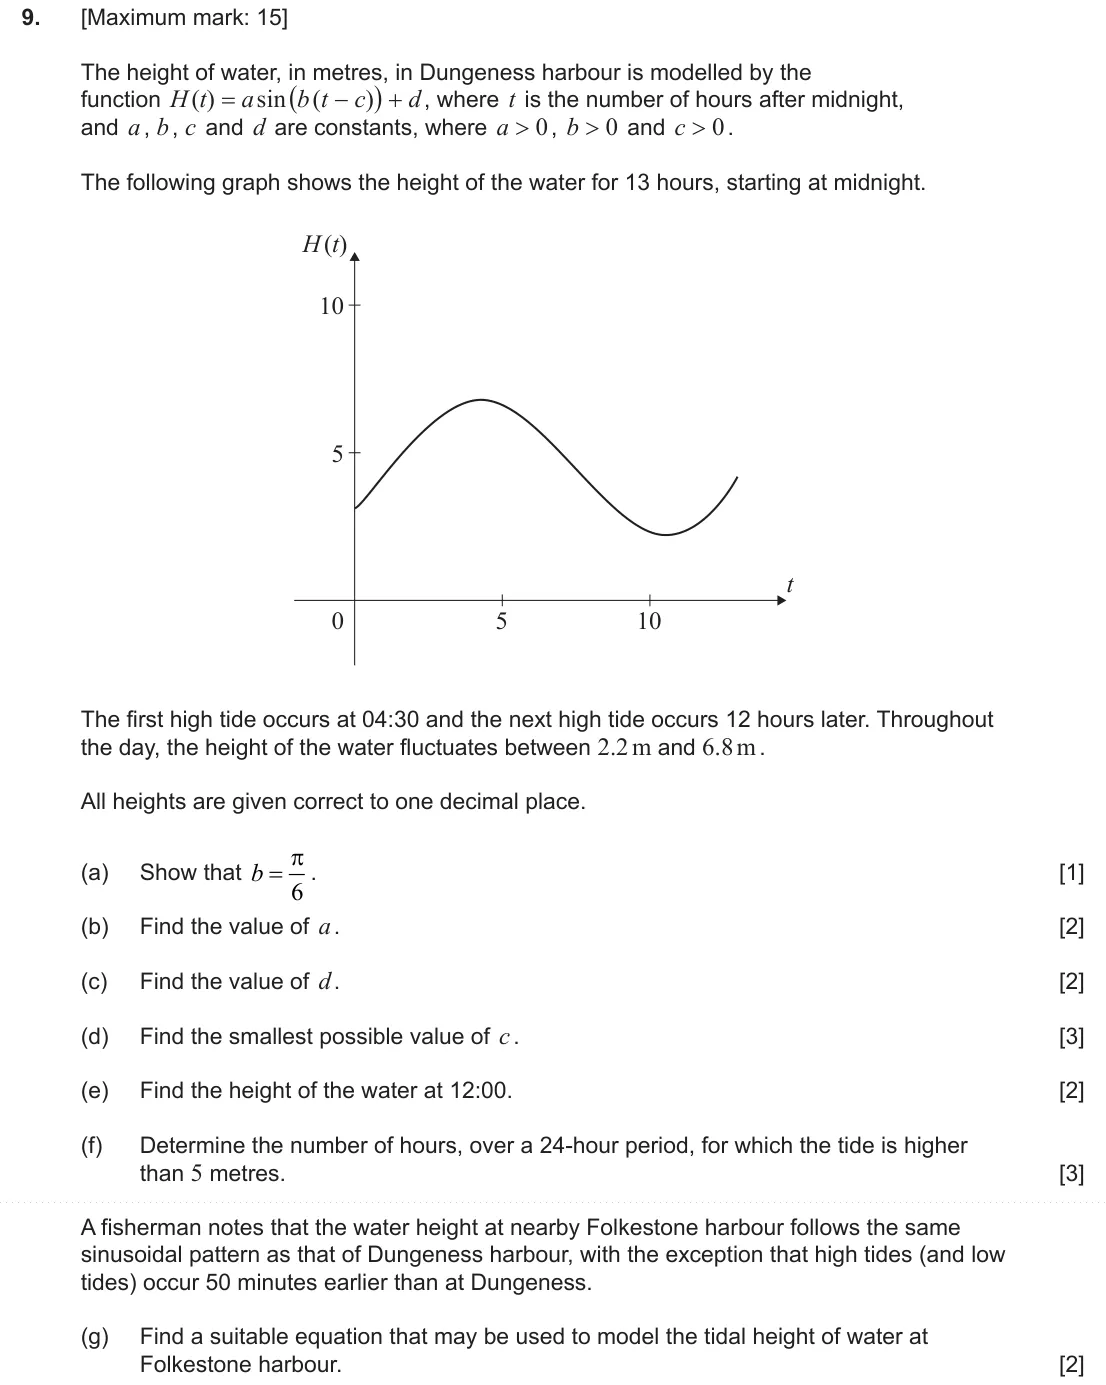 9. [Maximum mark: 15]
The height of water, in metres, in Dungeness harbour is modelled by the
function H(t) = a sin(b(t − c)) + d, where t is the number of hours after midnight,
and a, b, c and d are constants, where a > 0, b > 0 and c > 0.
The following graph shows the height of the water for 13 hours, starting at midnight.
H(t)
10
5
t
0 5 10
The first high tide occurs at 04:30 and the next high tide occurs 12 hours later. Throughout
the day, the height of the water fluctuates between 2.2 m and 6.8 m.
All heights are given correct to one decimal place.
(a) Show that b = π/6. [1]
(b) Find the value of a. [2]
(c) Find the value of d. [2]
(d) Find the smallest possible value of c. [3]
(e) Find the height of the water at 12:00. [2]
(f) Determine the number of hours, over a 24-hour period, for which the tide is higher
than 5 metres. [3]
A fisherman notes that the water height at nearby Folkestone harbour follows the same
sinusoidal pattern as that of Dungeness harbour, with the exception that high tides (and low
tides) occur 50 minutes earlier than at Dungeness.
(g) Find a suitable equation that may be used to model the tidal height of water at
Folkestone harbour. [2]